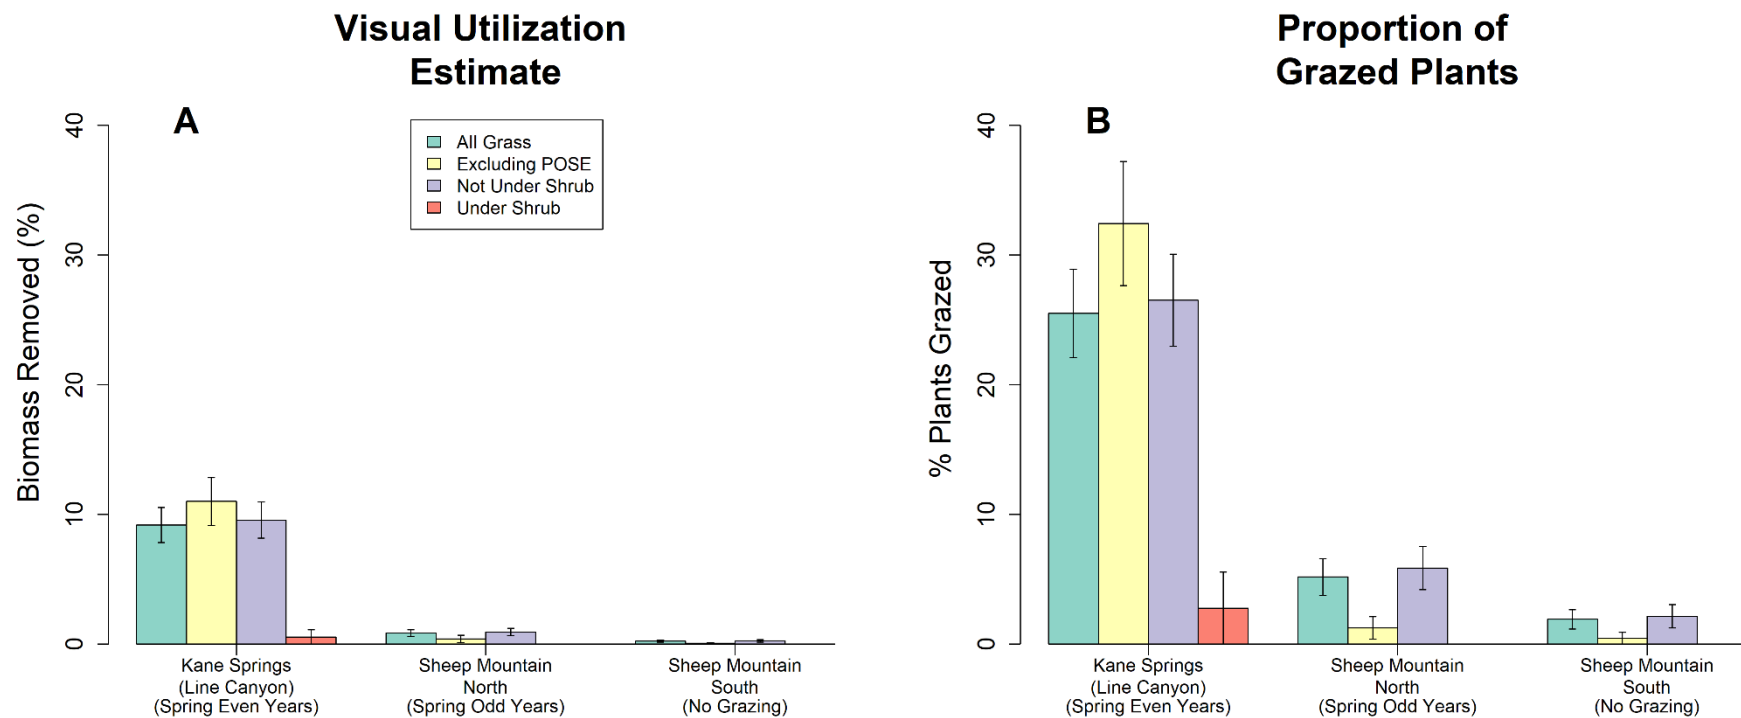 Visual Utilization
Estimate
A
All Grass
Excluding POSE
Not Under Shrub
Under Shrub
Biomass Removed (%)
40
30
20
10
0
Kane Springs
(Line Canyon)
(Spring Even Years)
Sheep Mountain
North
(Spring Odd Years)
Sheep Mountain
South
(No Grazing)
Proportion of
Grazed Plants
B
% Plants Grazed
40
30
20
10
0
Kane Springs
(Line Canyon)
(Spring Even Years)
Sheep Mountain
North
(Spring Odd Years)
Sheep Mountain
South
(No Grazing)